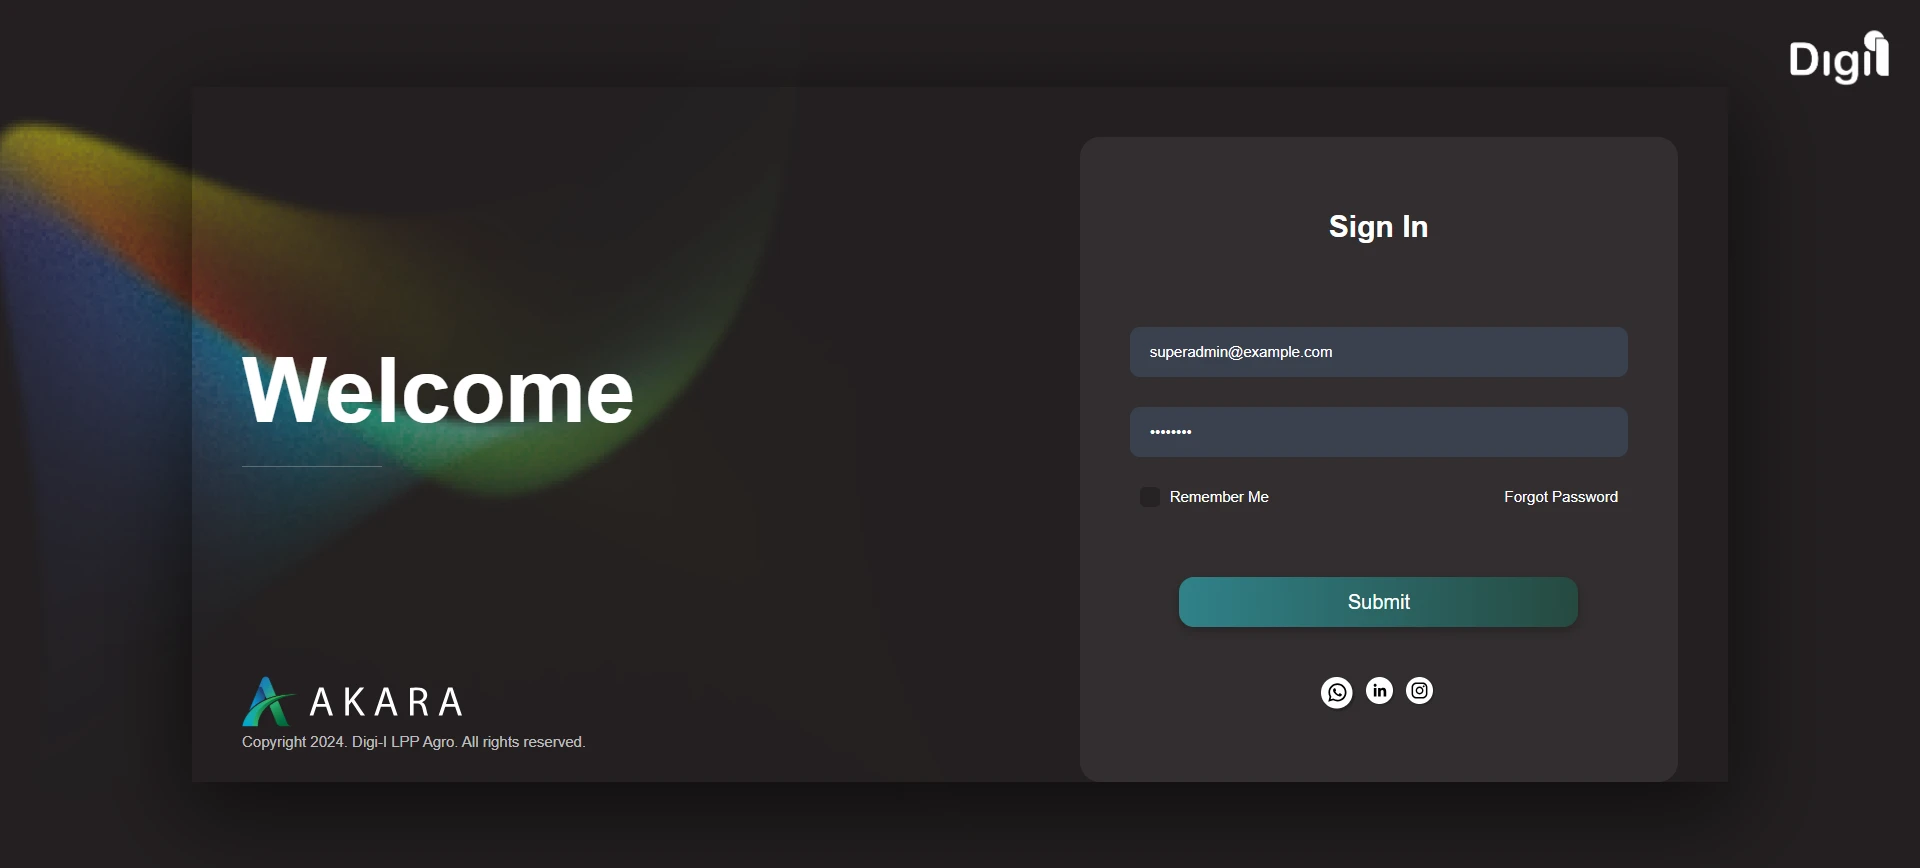 Digii
Welcome
AKARA
Copyright 2024. Digi-I LPP Agro. All rights reserved.
Sign In
superadmin@example.com
••••••••
Remember Me
Forgot Password
Submit
in